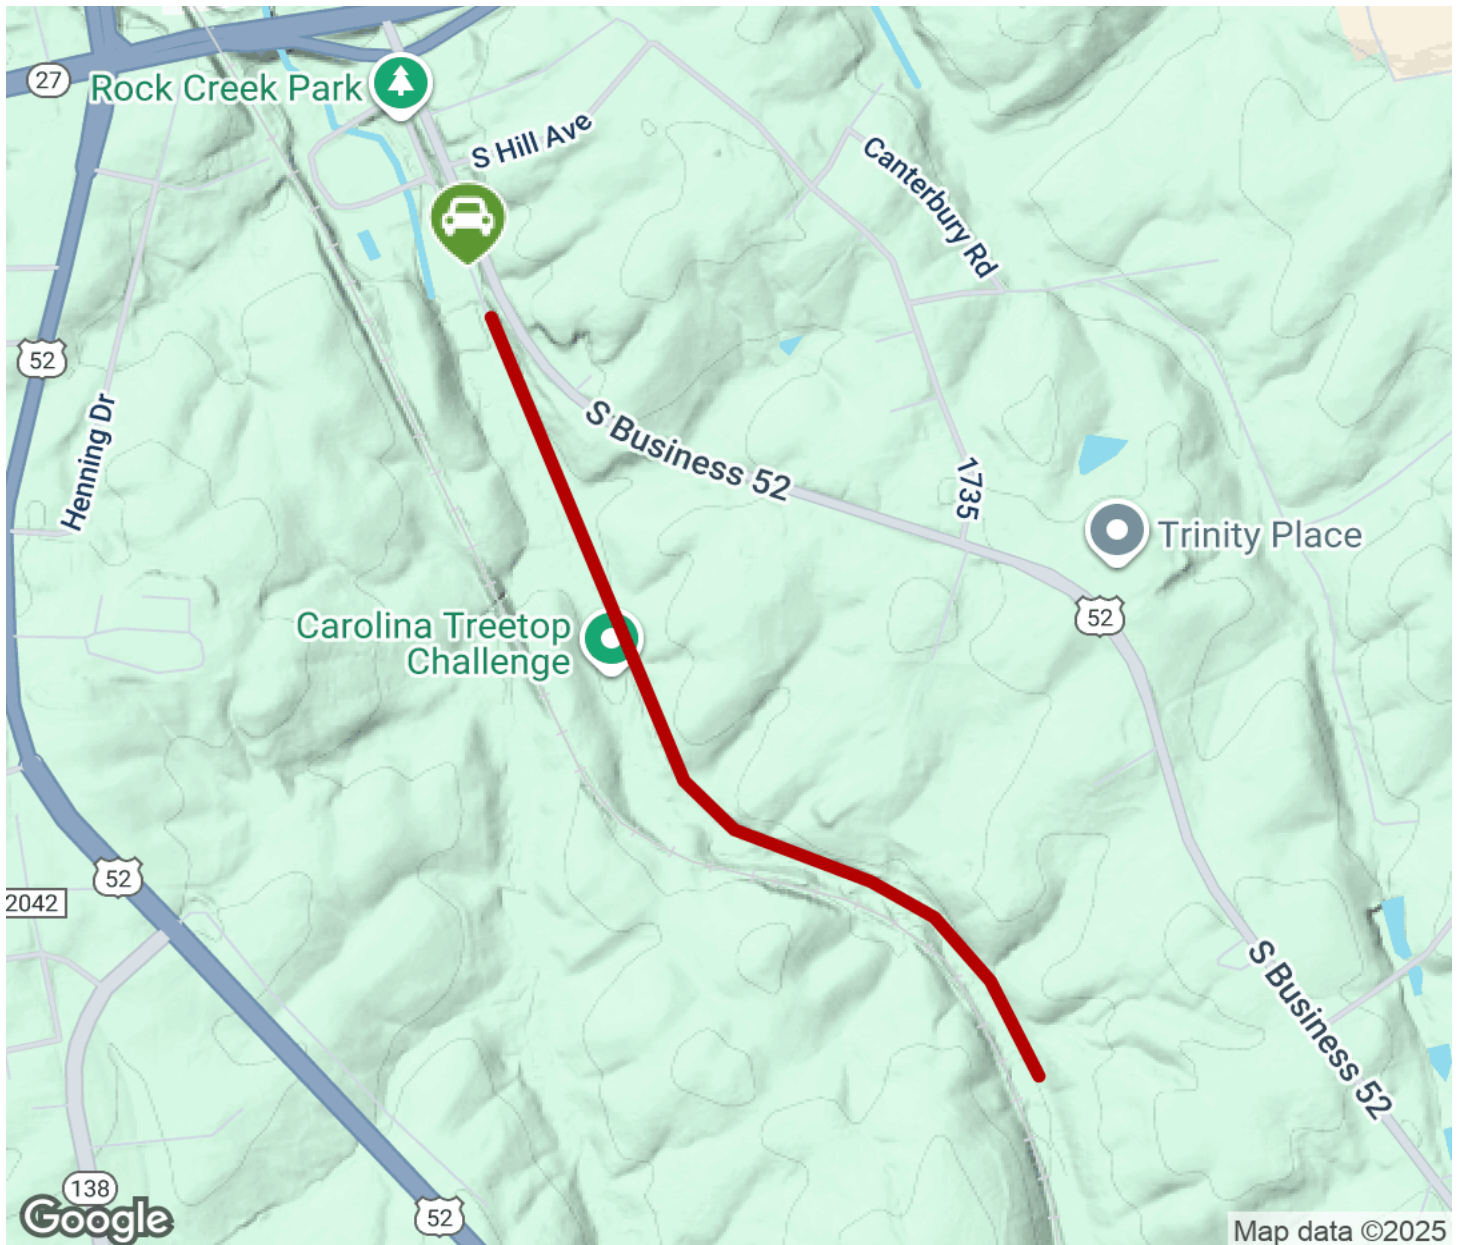 27
Rock Creek Park
S Hill Ave
Canterbury Rd
52
Henning Dr
S Business 52
1735
Trinity Place
Carolina Treetop
Challenge
52
52
2042
S Business 52
138
52
Google
Map data ©2025